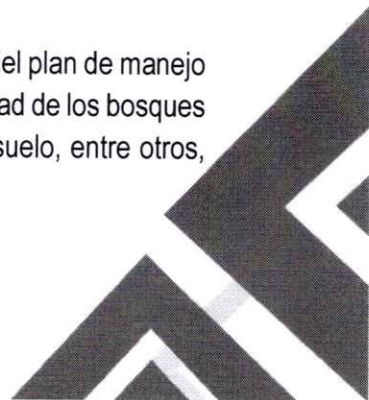 el plan de manejo
ad de los bosques
suelo, entre otros,